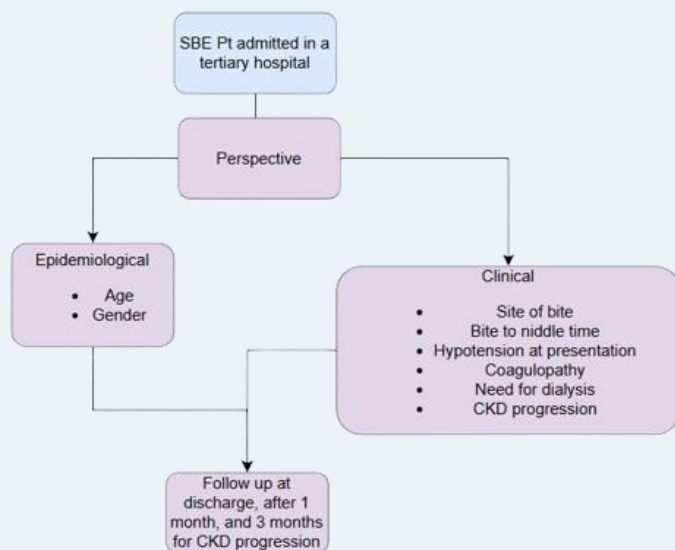 SBE Pt admitted in a
tertiary hospital
Perspective
Epidemiological
• Age
• Gender
Clinical
• Site of bite
• Bite to niddle time
• Hypotension at presentation
• Coagulopathy
• Need for dialysis
• CKD progression
Follow up at
discharge, after 1
month, and 3 months
for CKD progression